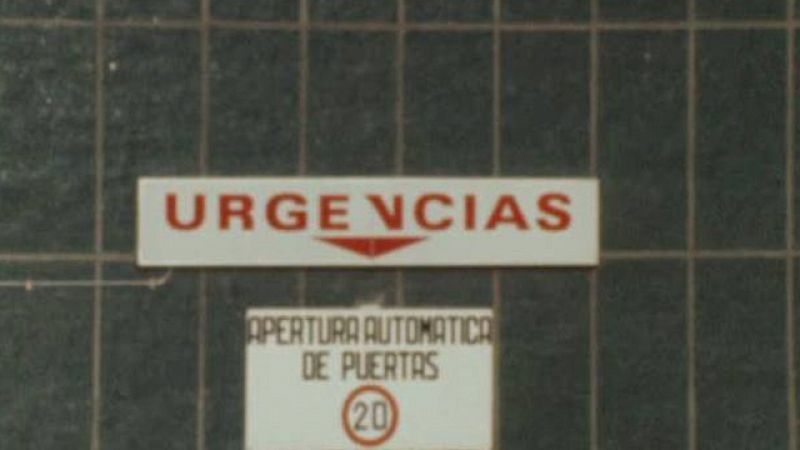 URGENCIAS
APERTURA AUTOMATICA
DE PUERTAS
20